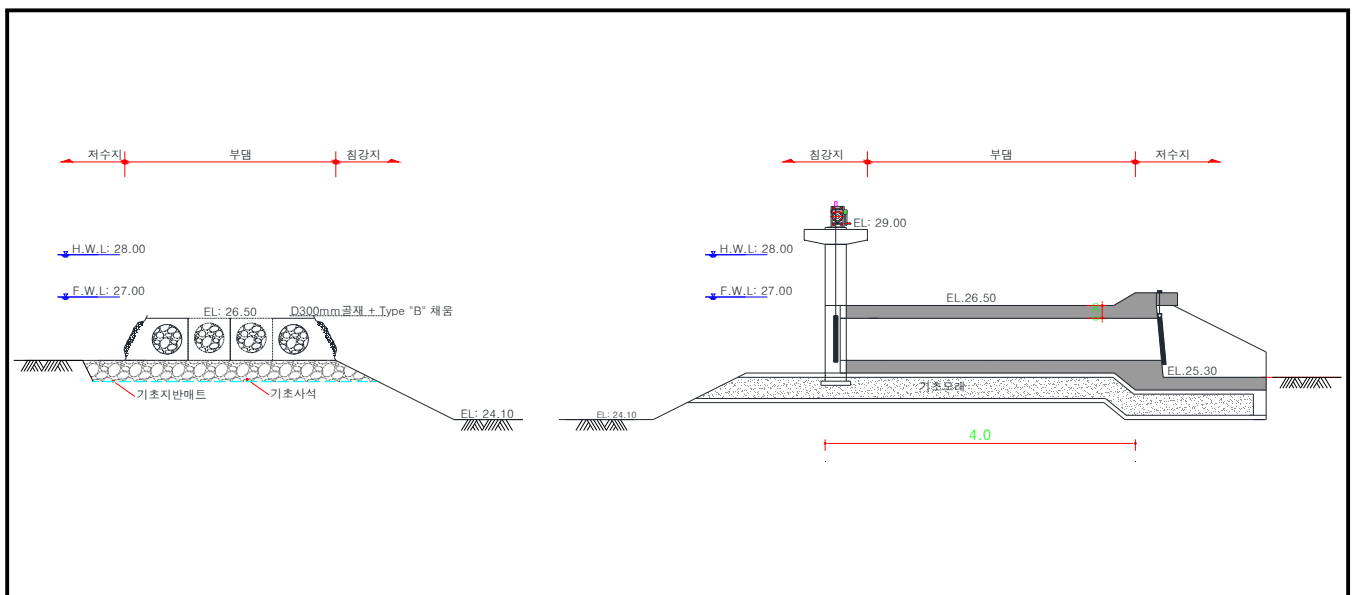 저수지 부댐 침강지
침강지 부댐 저수지
EL: 29.00
H.W.L: 28.00
H.W.L: 28.00
F.W.L: 27.00
F.W.L: 27.00
EL: 26.50
D300mm골재 + Type "B" 채움
EL.26.50
EL.25.30
기초지반매트
기초사석
기초모래
EL: 24.10
EL: 24.10
4.0